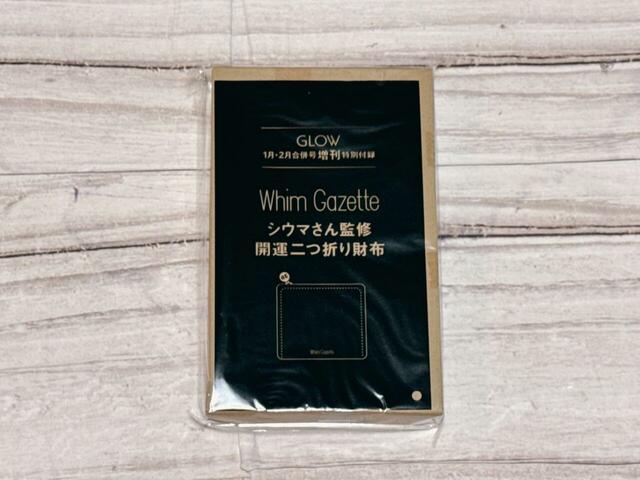 GLOW
1月・2月合併号増刊特別付録
Whim Gazette
シウマさん監修
開運二つ折り財布
Whim Gazette